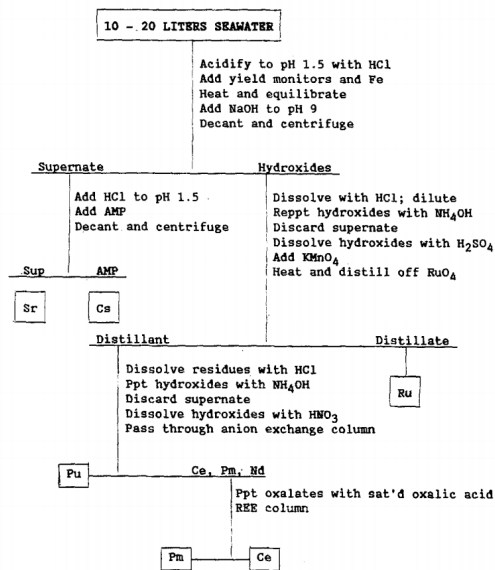 10 - 20 LITERS SEAWATER
Acidify to pH 1.5 with HCl
Add yield monitors and Fe
Heat and equilibrate
Add NaOH to pH 9
Decant and centrifuge
Supernate Hydroxides
Add HCl to pH 1.5
Add AMP
Decant and centrifuge
Dissolve with HCl; dilute
Reppt hydroxides with NH4OH
Discard supernate
Dissolve hydroxides with H2SO4
Add KMnO4
Heat and distill off RuO4
Sup AMP
Sr Cs
Distillant Distillate
Dissolve residues with HCl
Ppt hydroxides with NH4OH
Discard supernate
Dissolve hydroxides with HNO3
Pass through anion exchange column
Ru
Pu Ce, Pm, Nd
Ppt oxalates with sat'd oxalic acid
REE column
Pm Ce